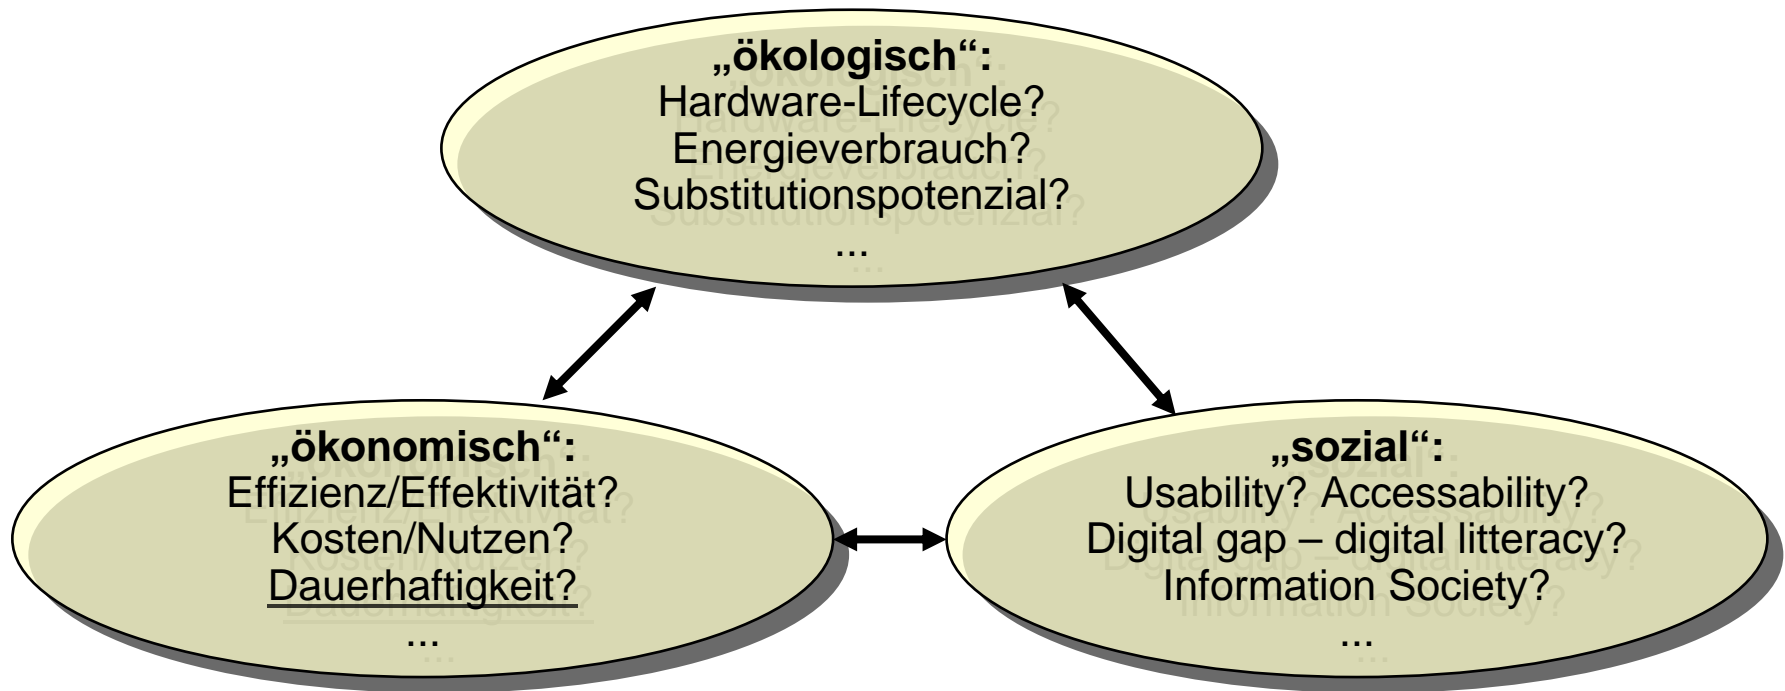 „ökologisch“:
Hardware-Lifecycle?
Energieverbrauch?
Substitutionspotenzial?
...
„ökonomisch“:
Effizienz/Effektivität?
Kosten/Nutzen?
Dauerhaftigkeit?
...
„sozial“:
Usability? Accessability?
Digital gap – digital litteracy?
Information Society?
...